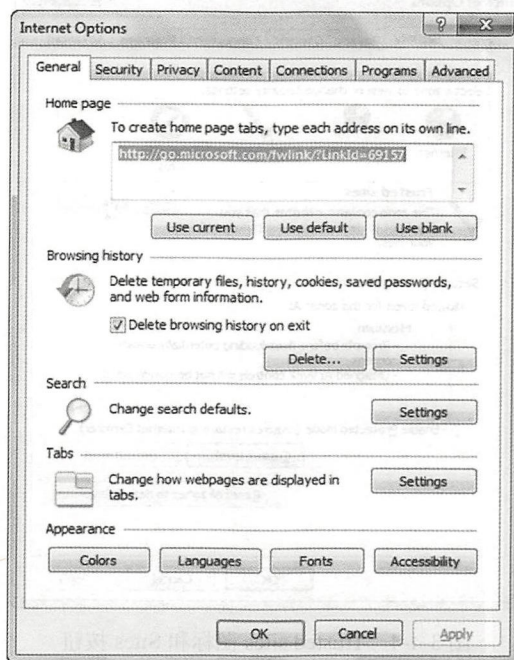 Internet Options
General Security Privacy Content Connections Programs Advanced
Home page
To create home page tabs, type each address on its own line.
http://go.microsoft.com/fwlink/?LinkId=69157
Use current Use default Use blank
Browsing history
Delete temporary files, history, cookies, saved passwords,
and web form information.
Delete browsing history on exit
Delete... Settings
Search
Change search defaults.
Settings
Tabs
Change how webpages are displayed in
tabs.
Settings
Appearance
Colors Languages Fonts Accessibility
OK Cancel Apply